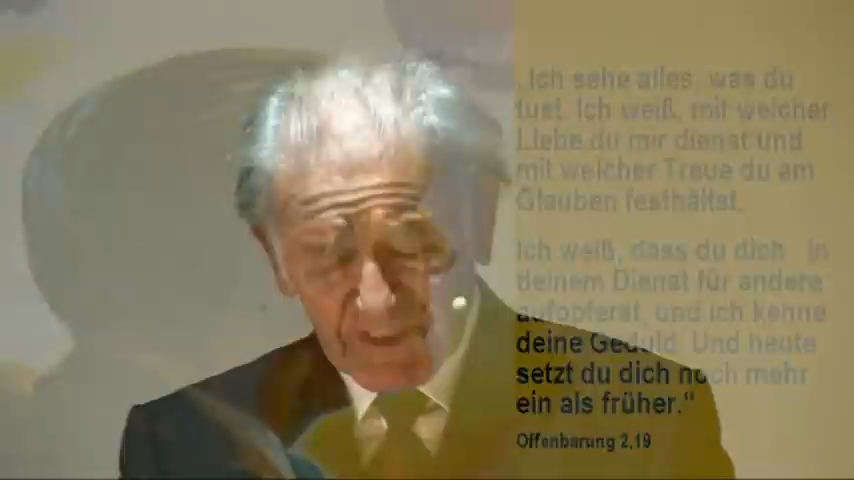 „Ich sehe alles, was du
tust. Ich weiß, mit welcher
Liebe du mir dienst und
mit welcher Treue du am
Glauben festhältst.
Ich weiß, dass du dich in
deinem Dienst für andere
aufopferst, und ich kenne
deine Geduld. Und heute
setzt du dich noch mehr
ein als früher.“
Offenbarung 2,19